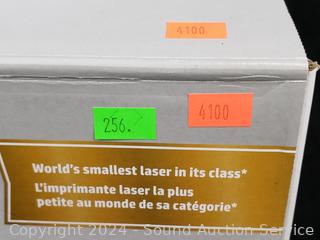 4100
256.
4100
World's smallest laser in its class*
L'imprimante laser la plus
petite au monde de sa catégorie*
Copyright 2024 - Sound Auction Service